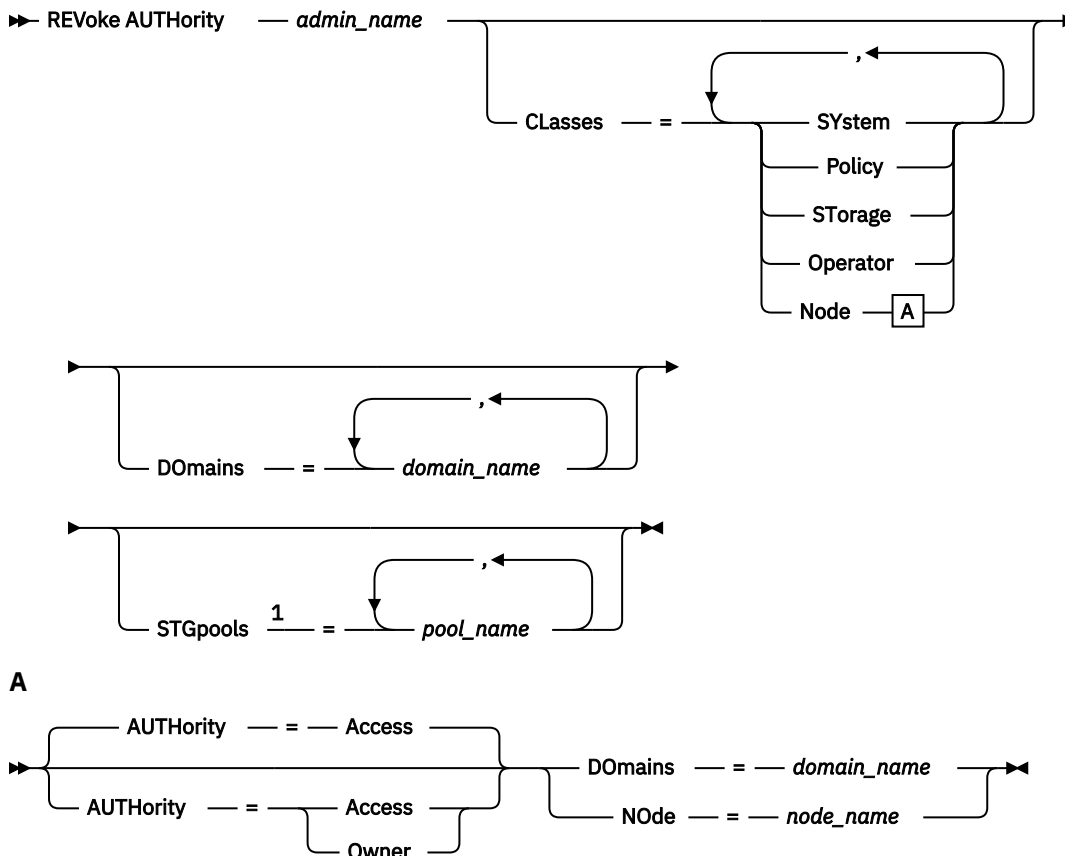 REVoke AUTHority admin_name
,
CLasses = SYstem
Policy
STorage
Operator
Node A
,
DOmains = domain_name
,
STGpools 1 = pool_name
A
AUTHority = Access
DOmains = domain_name
AUTHority = Access
NOde = node_name
Owner